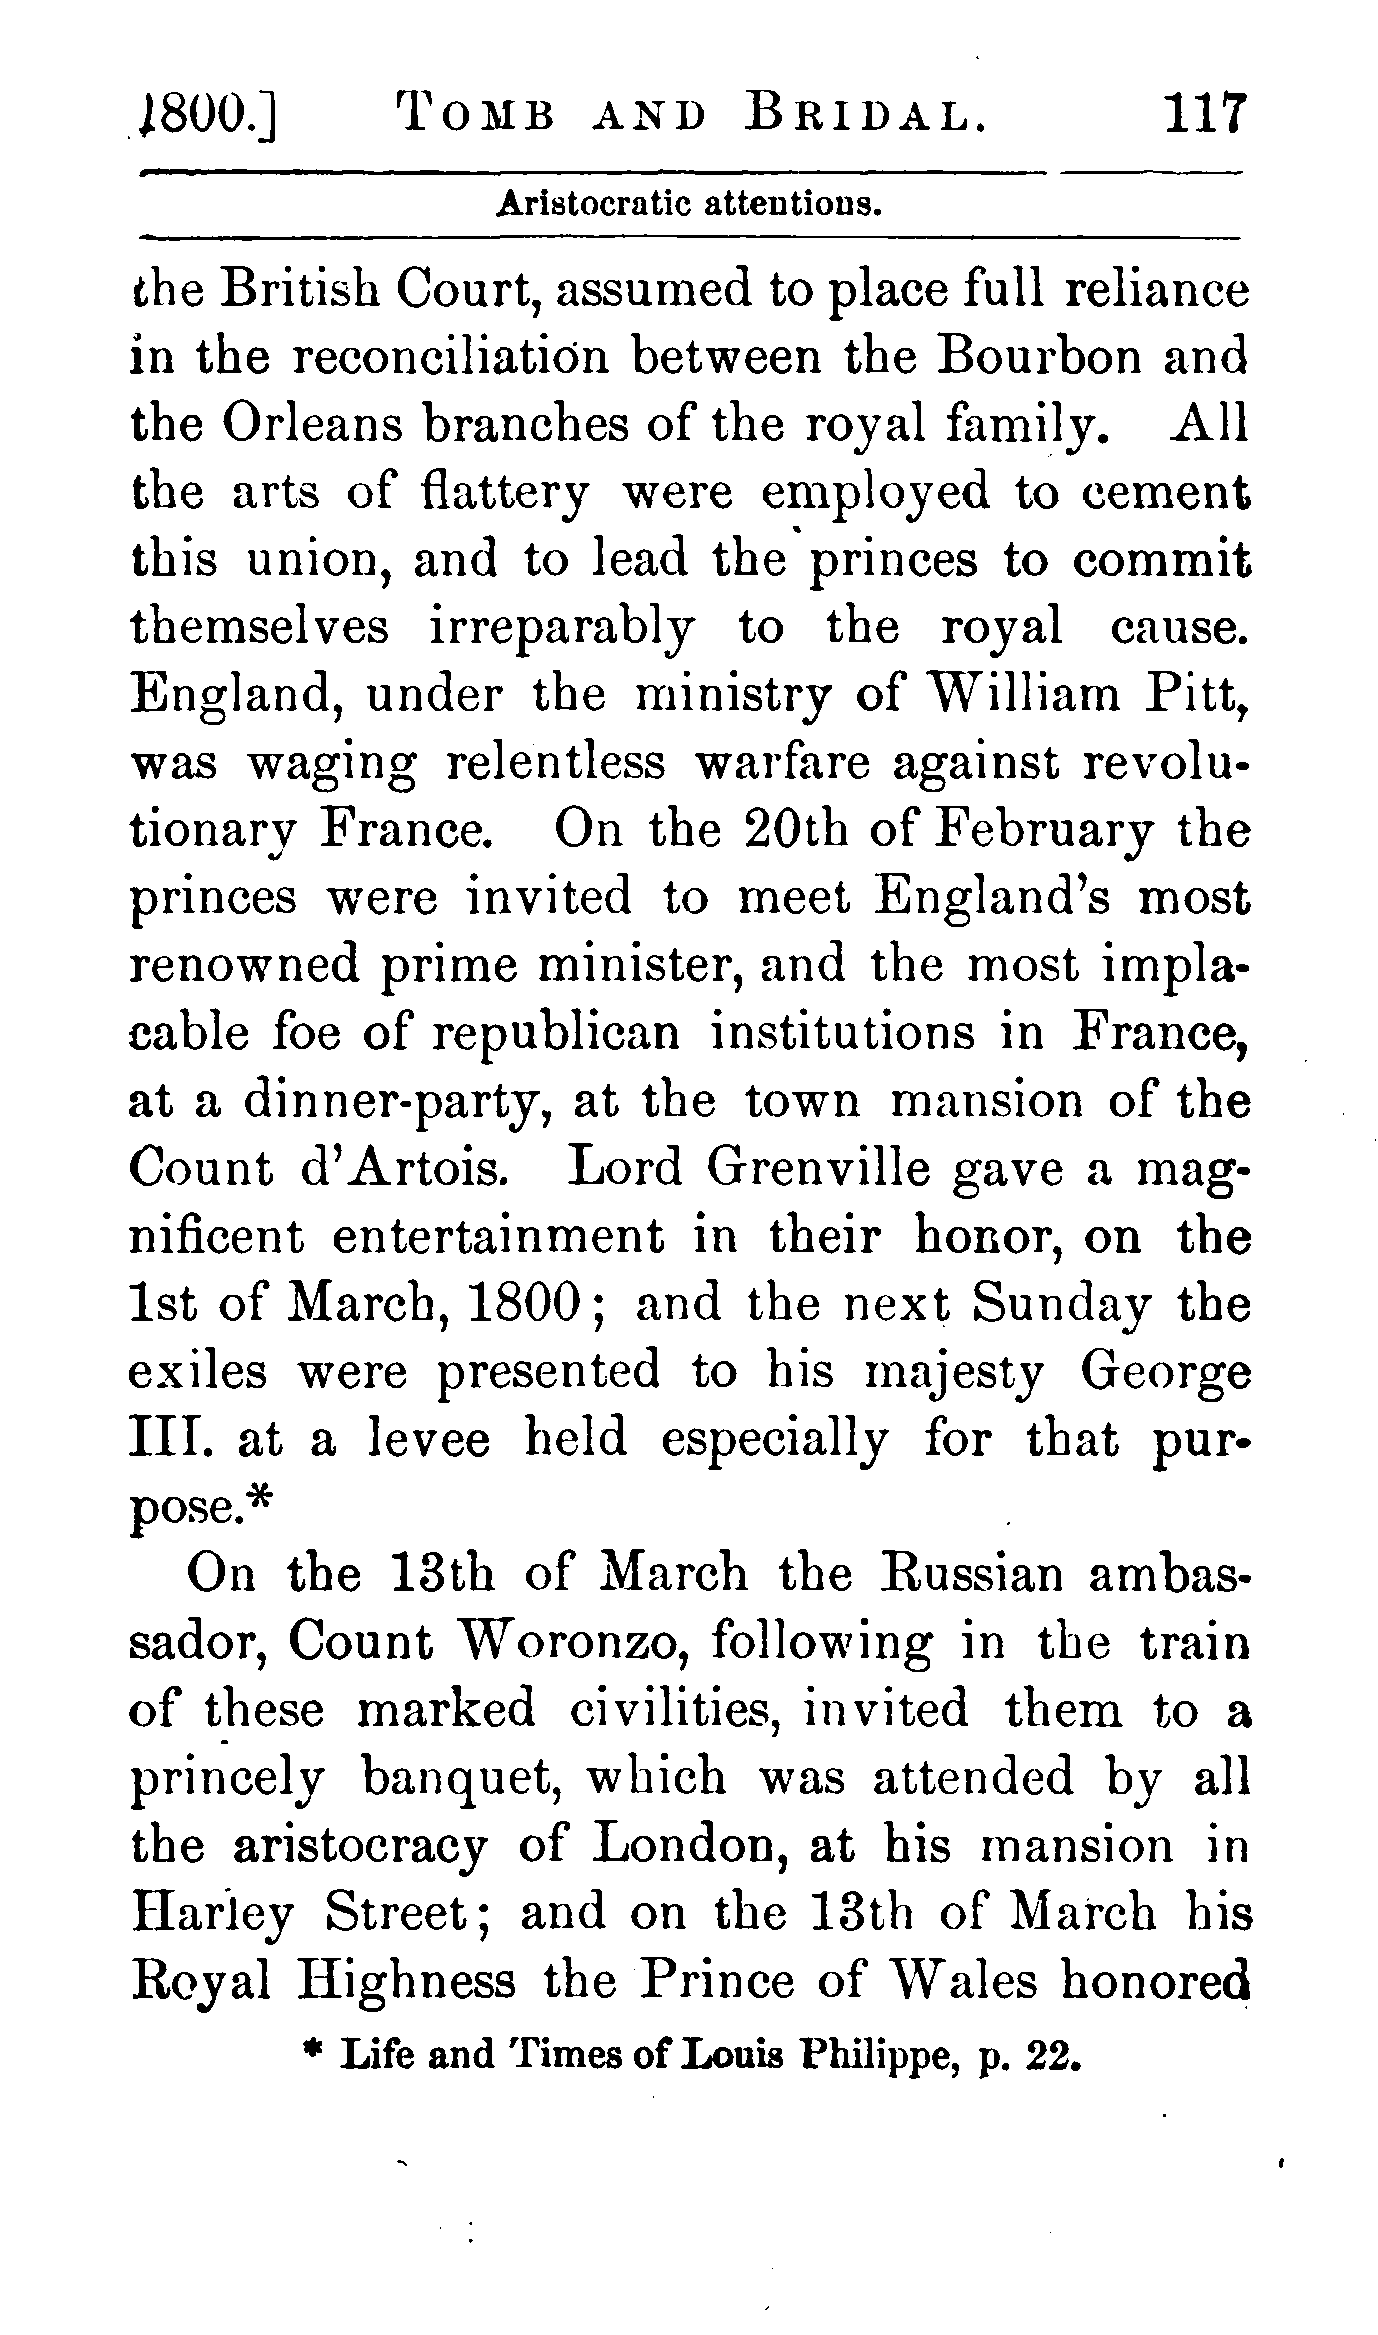 1800.] TOMB AND BRIDAL. 117
Aristocratic attentions.
the British Court, assumed to place full reliance
in the reconciliation between the Bourbon and
the Orleans branches of the royal family. All
the arts of flattery were employed to cement
this union, and to lead the princes to commit
themselves irreparably to the royal cause.
England, under the ministry of William Pitt,
was waging relentless warfare against revolu-
tionary France. On the 20th of February the
princes were invited to meet England's most
renowned prime minister, and the most impla-
cable foe of republican institutions in France,
at a dinner-party, at the town mansion of the
Count d'Artois. Lord Grenville gave a mag-
nificent entertainment in their honor, on the
1st of March, 1800; and the next Sunday the
exiles were presented to his majesty George
III. at a levee held especially for that pur-
pose.*
On the 13th of March the Russian ambas-
sador, Count Woronzo, following in the train
of these marked civilities, invited them to a
princely banquet, which was attended by all
the aristocracy of London, at his mansion in
Harley Street; and on the 13th of March his
Royal Highness the Prince of Wales honored
* Life and Times of Louis Philippe, p. 22.